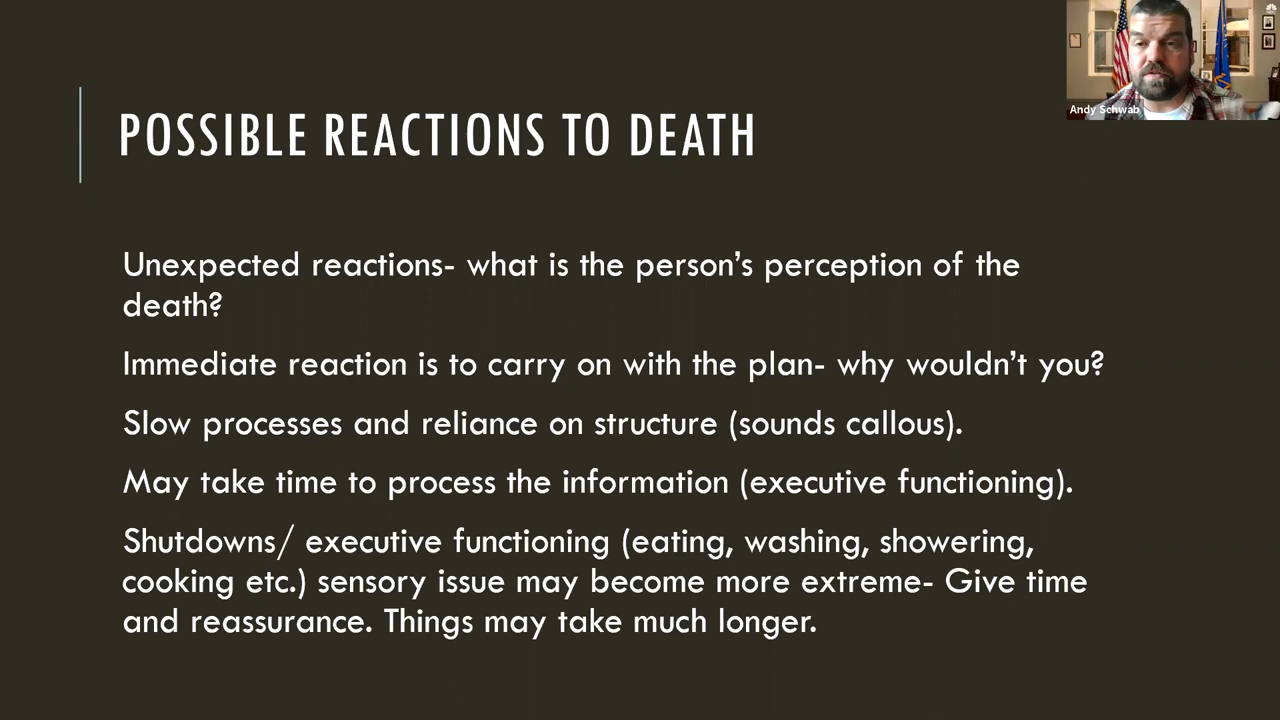 Andy Schwab
POSSIBLE REACTIONS TO DEATH
Unexpected reactions- what is the person’s perception of the
death?
Immediate reaction is to carry on with the plan- why wouldn’t you?
Slow processes and reliance on structure (sounds callous).
May take time to process the information (executive functioning).
Shutdowns/ executive functioning (eating, washing, showering,
cooking etc.) sensory issue may become more extreme- Give time
and reassurance. Things may take much longer.